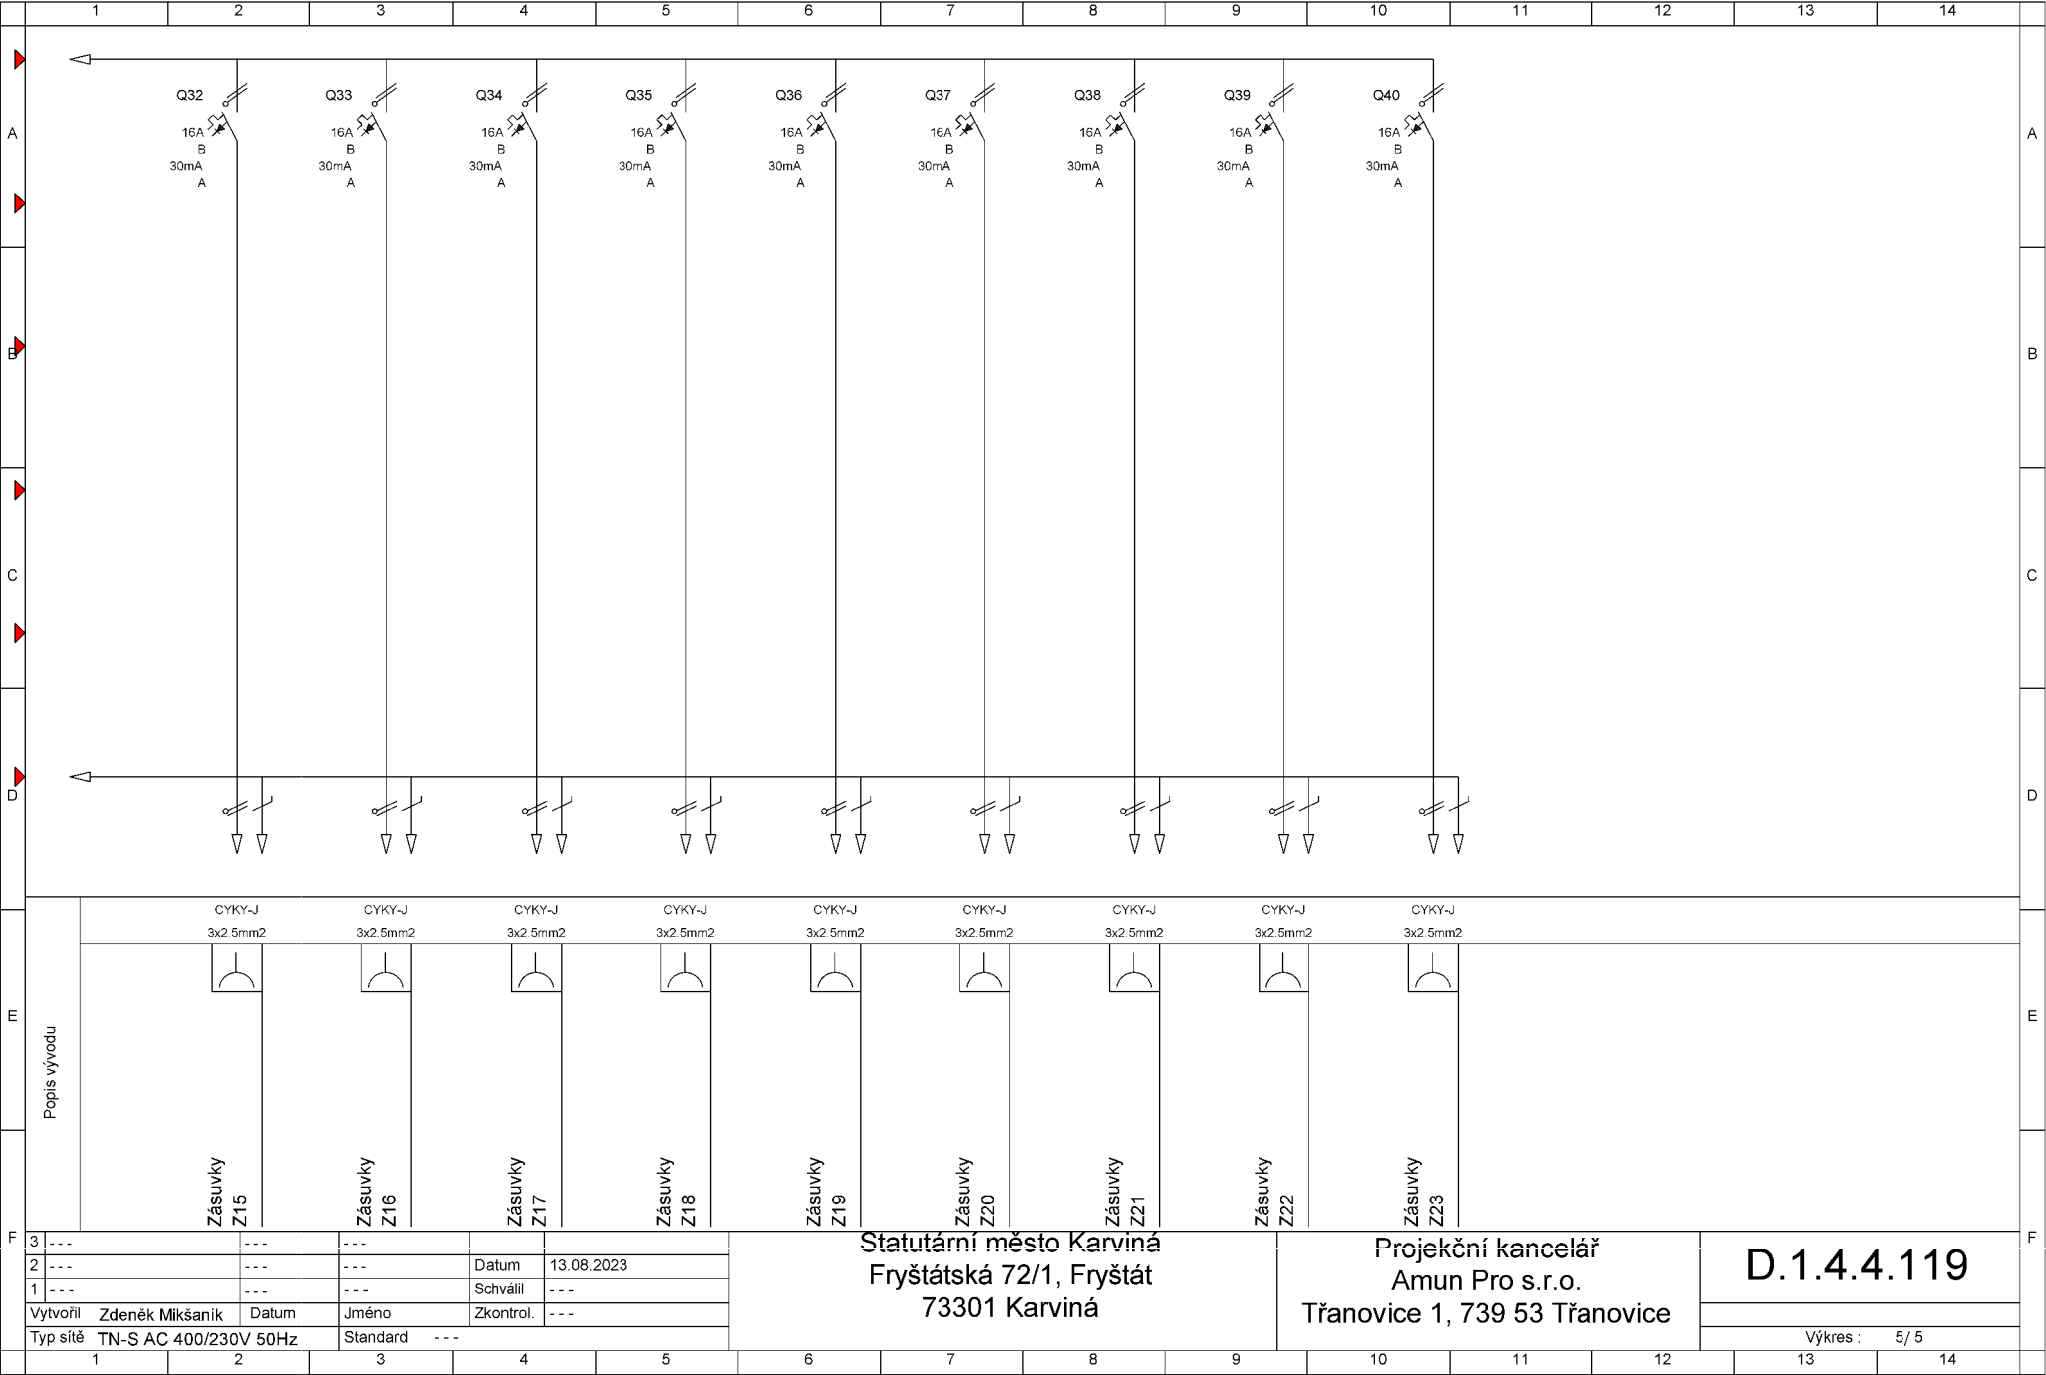 1 2 3 4 5 6 7 8 9 10 11 12 13 14
Q32 Q33 Q34 Q35 Q36 Q37 Q38 Q39 Q40
A 16A 16A 16A 16A 16A 16A 16A 16A 16A A
B B B B B B B B B
30mA 30mA 30mA 30mA 30mA 30mA 30mA 30mA 30mA
A A A A A A A A A
B B
C C
D D
CYKY-J CYKY-J CYKY-J CYKY-J CYKY-J CYKY-J CYKY-J CYKY-J CYKY-J
3x2.5mm2 3x2.5mm2 3x2.5mm2 3x2.5mm2 3x2.5mm2 3x2.5mm2 3x2.5mm2 3x2.5mm2 3x2.5mm2
E E
Popis vývodu
Zásuvky
Z15
Zásuvky
Z16
Zásuvky
Z17
Zásuvky
Z18
Zásuvky
Z19
Zásuvky
Z20
Zásuvky
Z21
Zásuvky
Z22
Zásuvky
Z23
F F
3 --- --- ---
2 --- --- --- Datum 13.08.2023
1 --- --- --- Schválil ---
Vytvořil Zdeněk Mikšaník Datum Jméno Zkontrol. ---
Typ sítě TN-S AC 400/230V 50Hz Standard ---
Statutární město Karviná
Fryštátská 72/1, Fryštát
73301 Karviná
Projekční kancelář
Amun Pro s.r.o.
Třanovice 1, 739 53 Třanovice
D.1.4.4.119
Výkres : 5/ 5
1 2 3 4 5 6 7 8 9 10 11 12 13 14